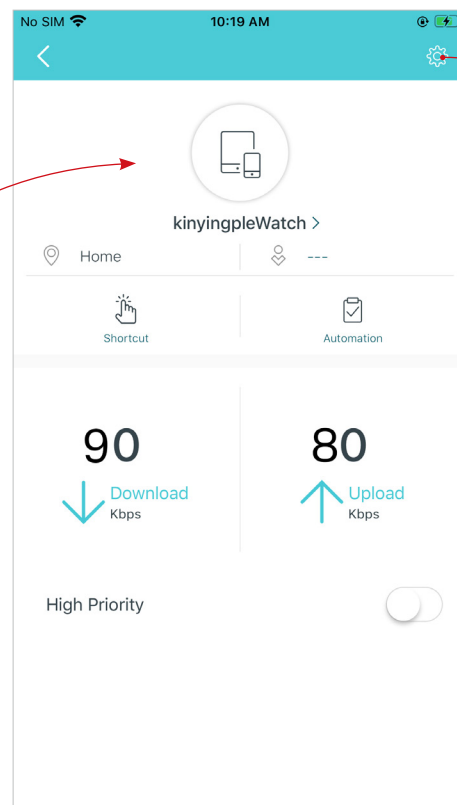 No SIM 10:19 AM
kinyingpleWatch >
Home ---
Shortcut Automation
90 80
Download Upload
Kbps Kbps
High Priority